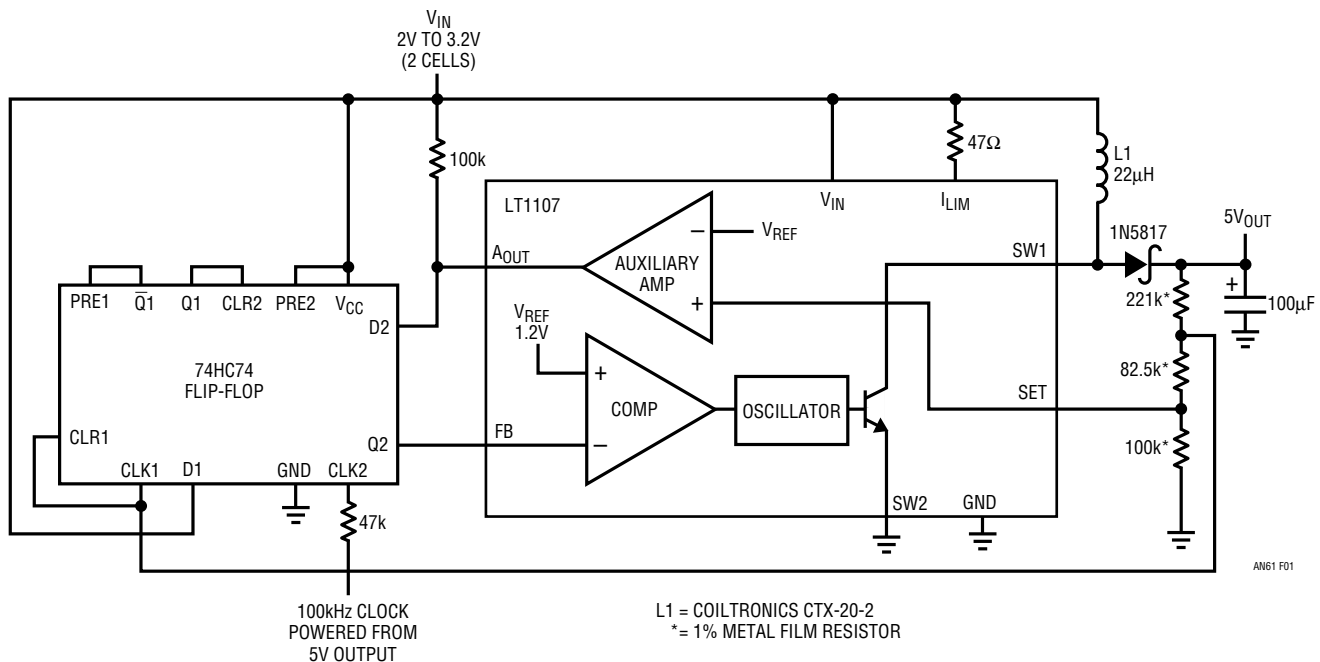 V_IN
2V TO 3.2V
(2 CELLS)
100k
47Ω
L1
22µH
LT1107
V_IN
I_LIM
V_REF
5V_OUT
1N5817
SW1
A_OUT
AUXILIARY
AMP
−
+
+
221k*
100µF
PRE1
Q̅1
Q1
CLR2
PRE2
V_CC
D2
V_REF
1.2V
74HC74
FLIP-FLOP
+
COMP
−
OSCILLATOR
SET
82.5k*
CLR1
Q2
FB
100k*
CLK1
D1
GND
CLK2
SW2
GND
47k
AN61 F01
100kHz CLOCK
POWERED FROM
5V OUTPUT
L1 = COILTRONICS CTX-20-2
*= 1% METAL FILM RESISTOR